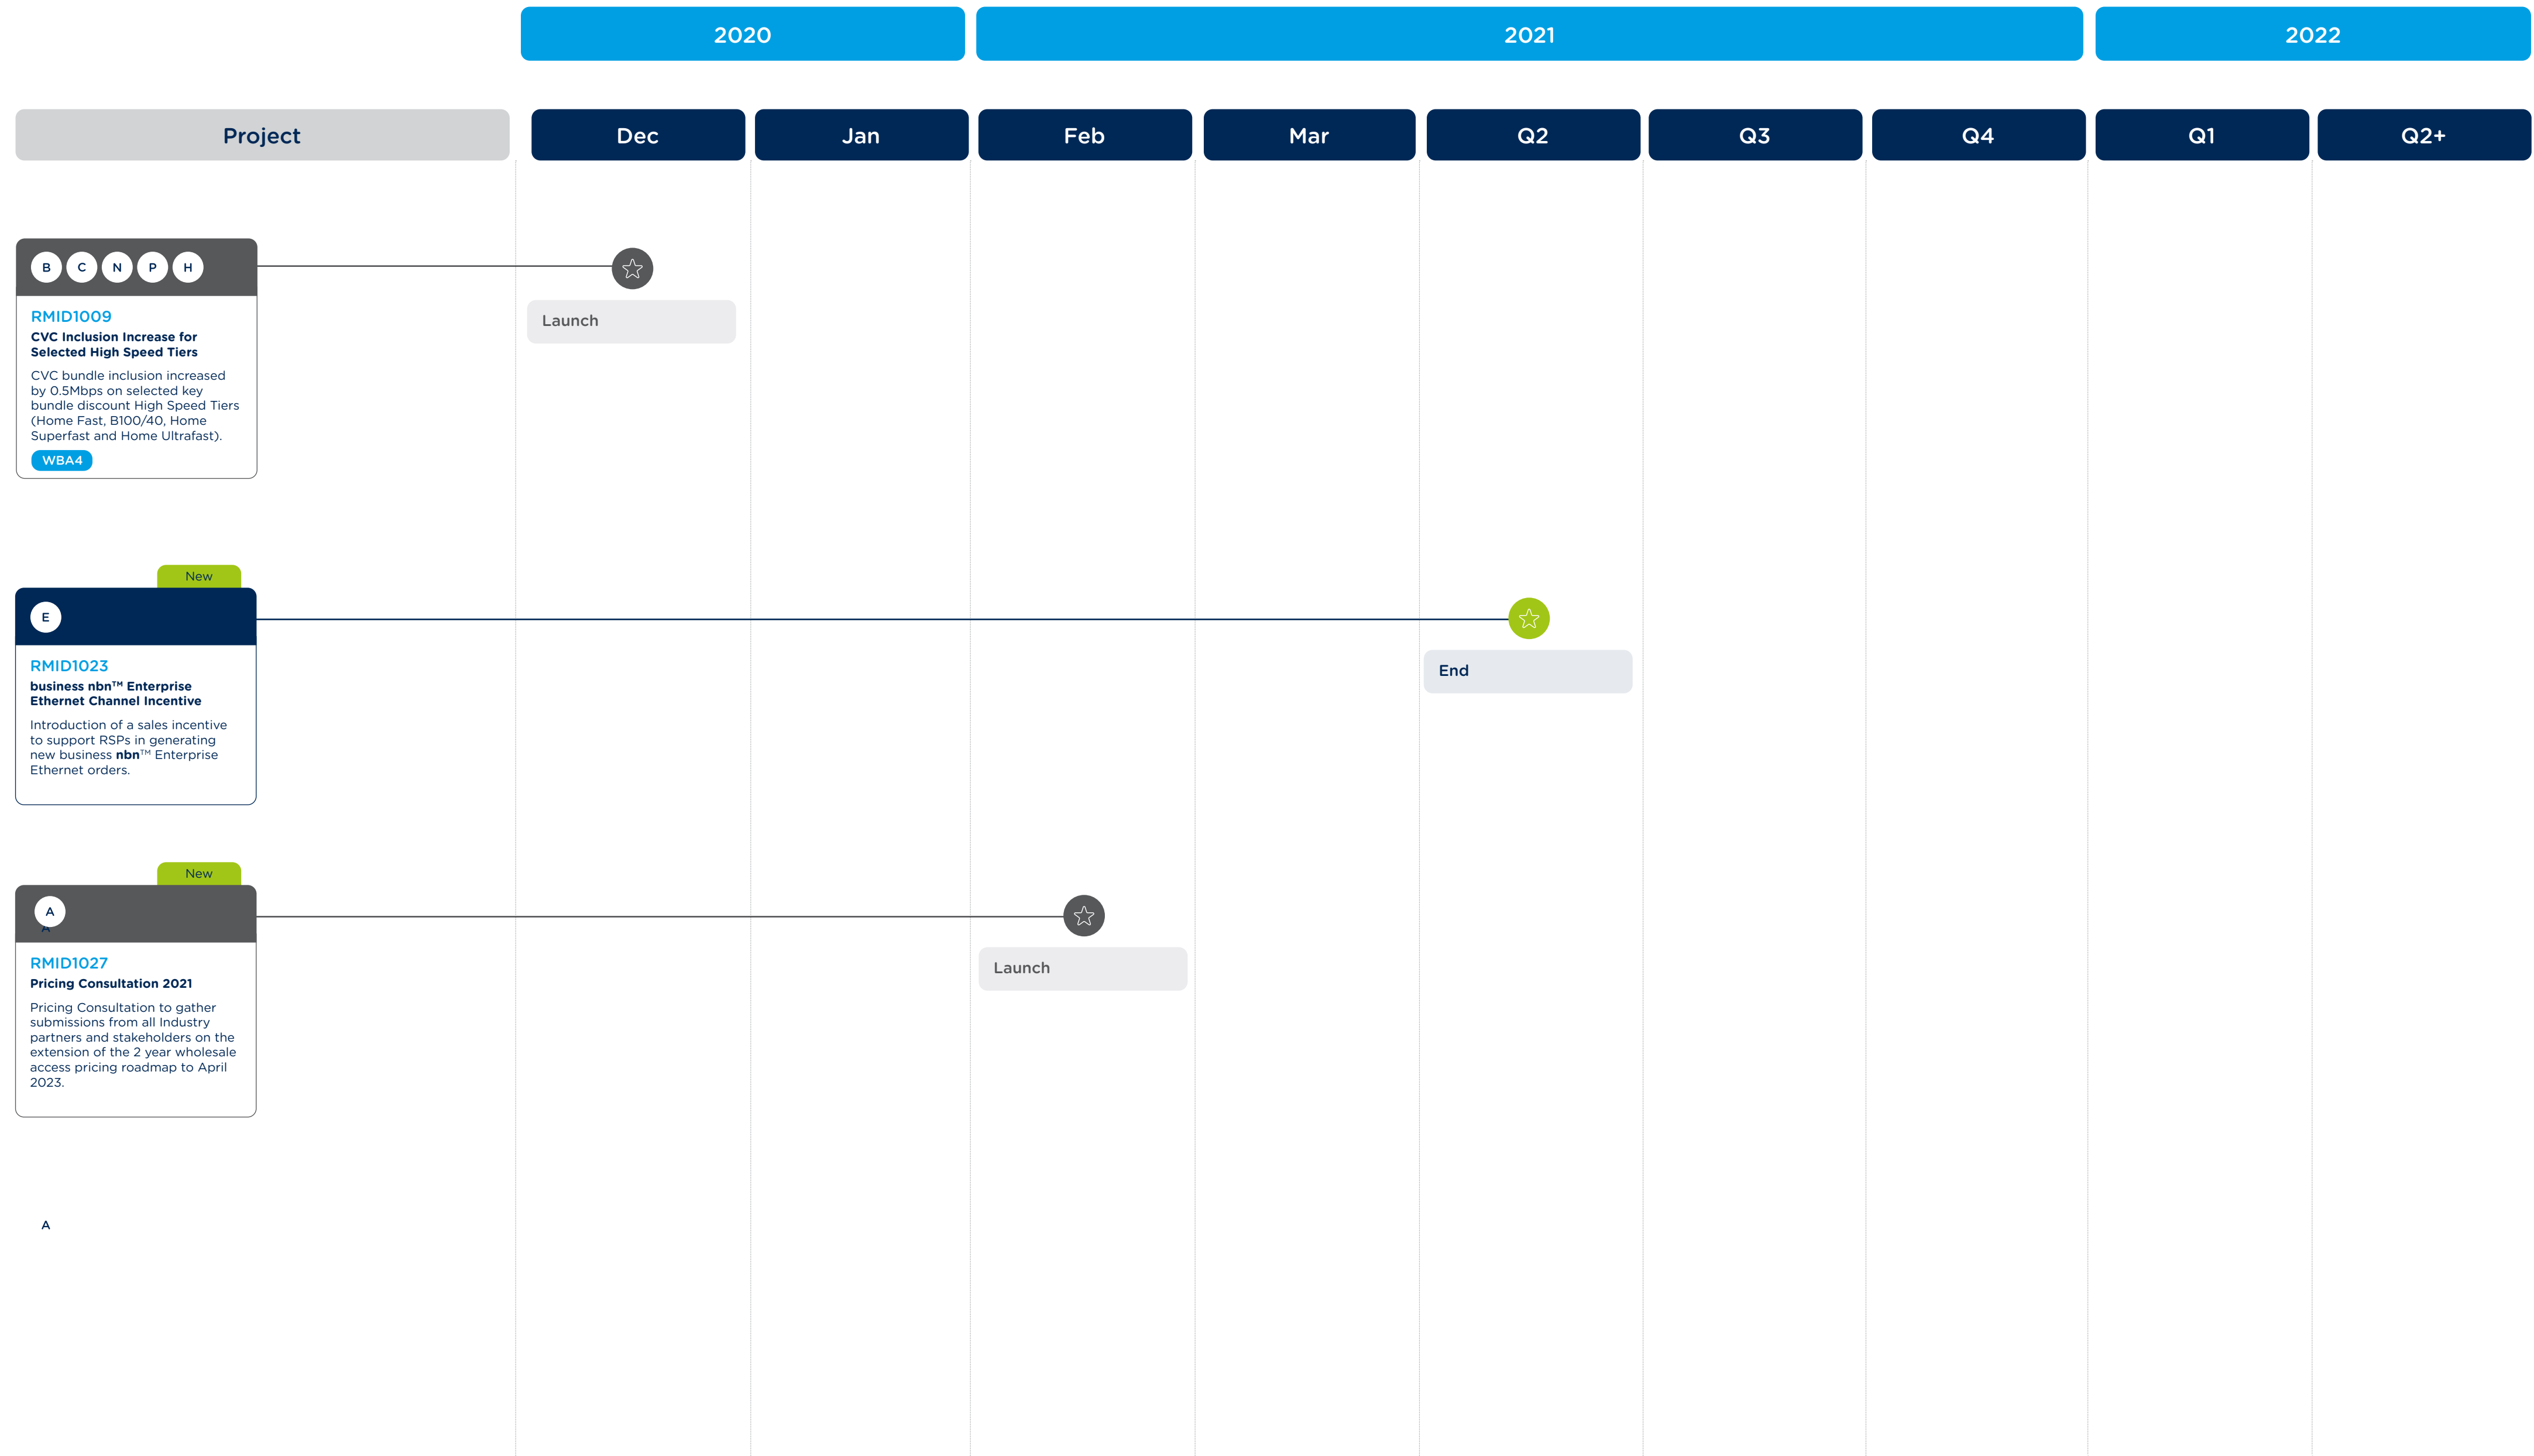 2020
2021
2022
Project
Dec
Jan
Feb
Mar
Q2
Q3
Q4
Q1
Q2+
B C N P H
RMID1009
CVC Inclusion Increase for
Selected High Speed Tiers
CVC bundle inclusion increased
by 0.5Mbps on selected key
bundle discount High Speed Tiers
(Home Fast, B100/40, Home
Superfast and Home Ultrafast).
WBA4
Launch
New
E
RMID1023
business nbn™ Enterprise
Ethernet Channel Incentive
Introduction of a sales incentive
to support RSPs in generating
new business nbn™ Enterprise
Ethernet orders.
End
New
A
A
RMID1027
Pricing Consultation 2021
Pricing Consultation to gather
submissions from all Industry
partners and stakeholders on the
extension of the 2 year wholesale
access pricing roadmap to April
2023.
Launch
A